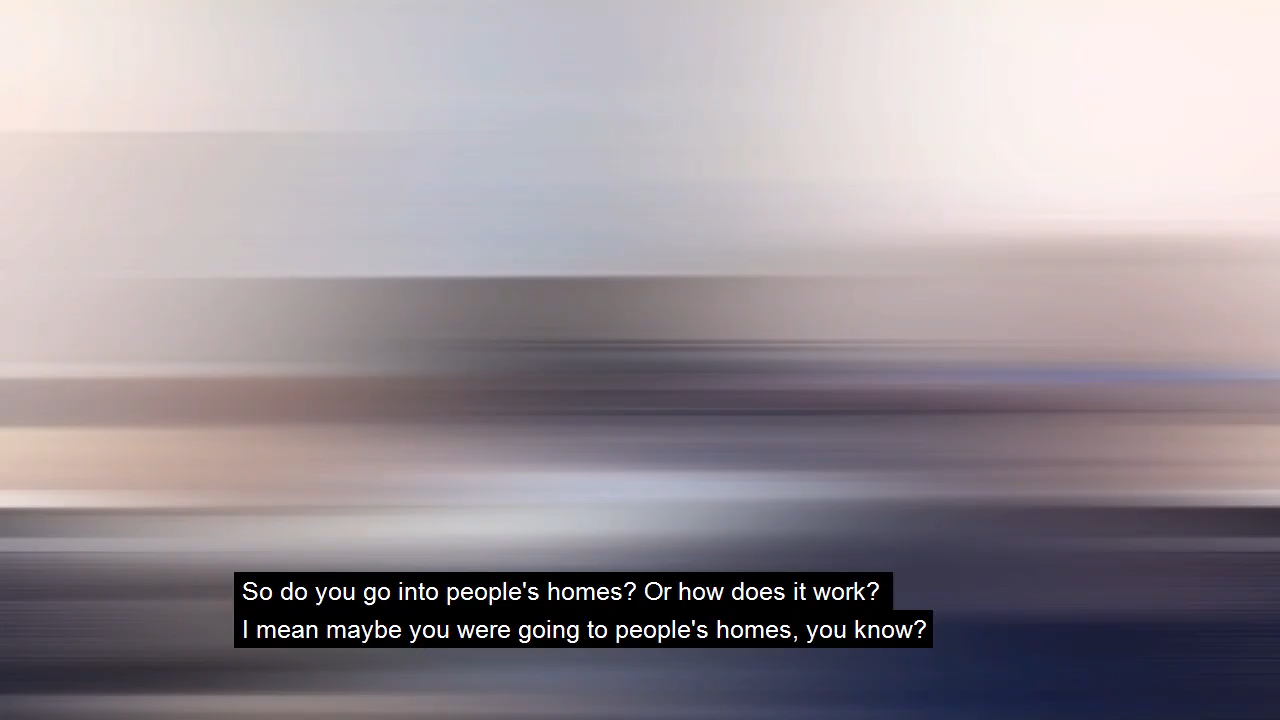 So do you go into people's homes? Or how does it work?
I mean maybe you were going to people's homes, you know?